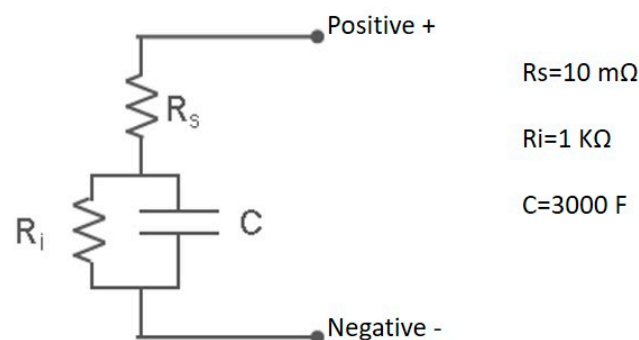 Positive +
Rs=10 mΩ
Rs
Ri=1 KΩ
C=3000 F
Ri
C
Negative -